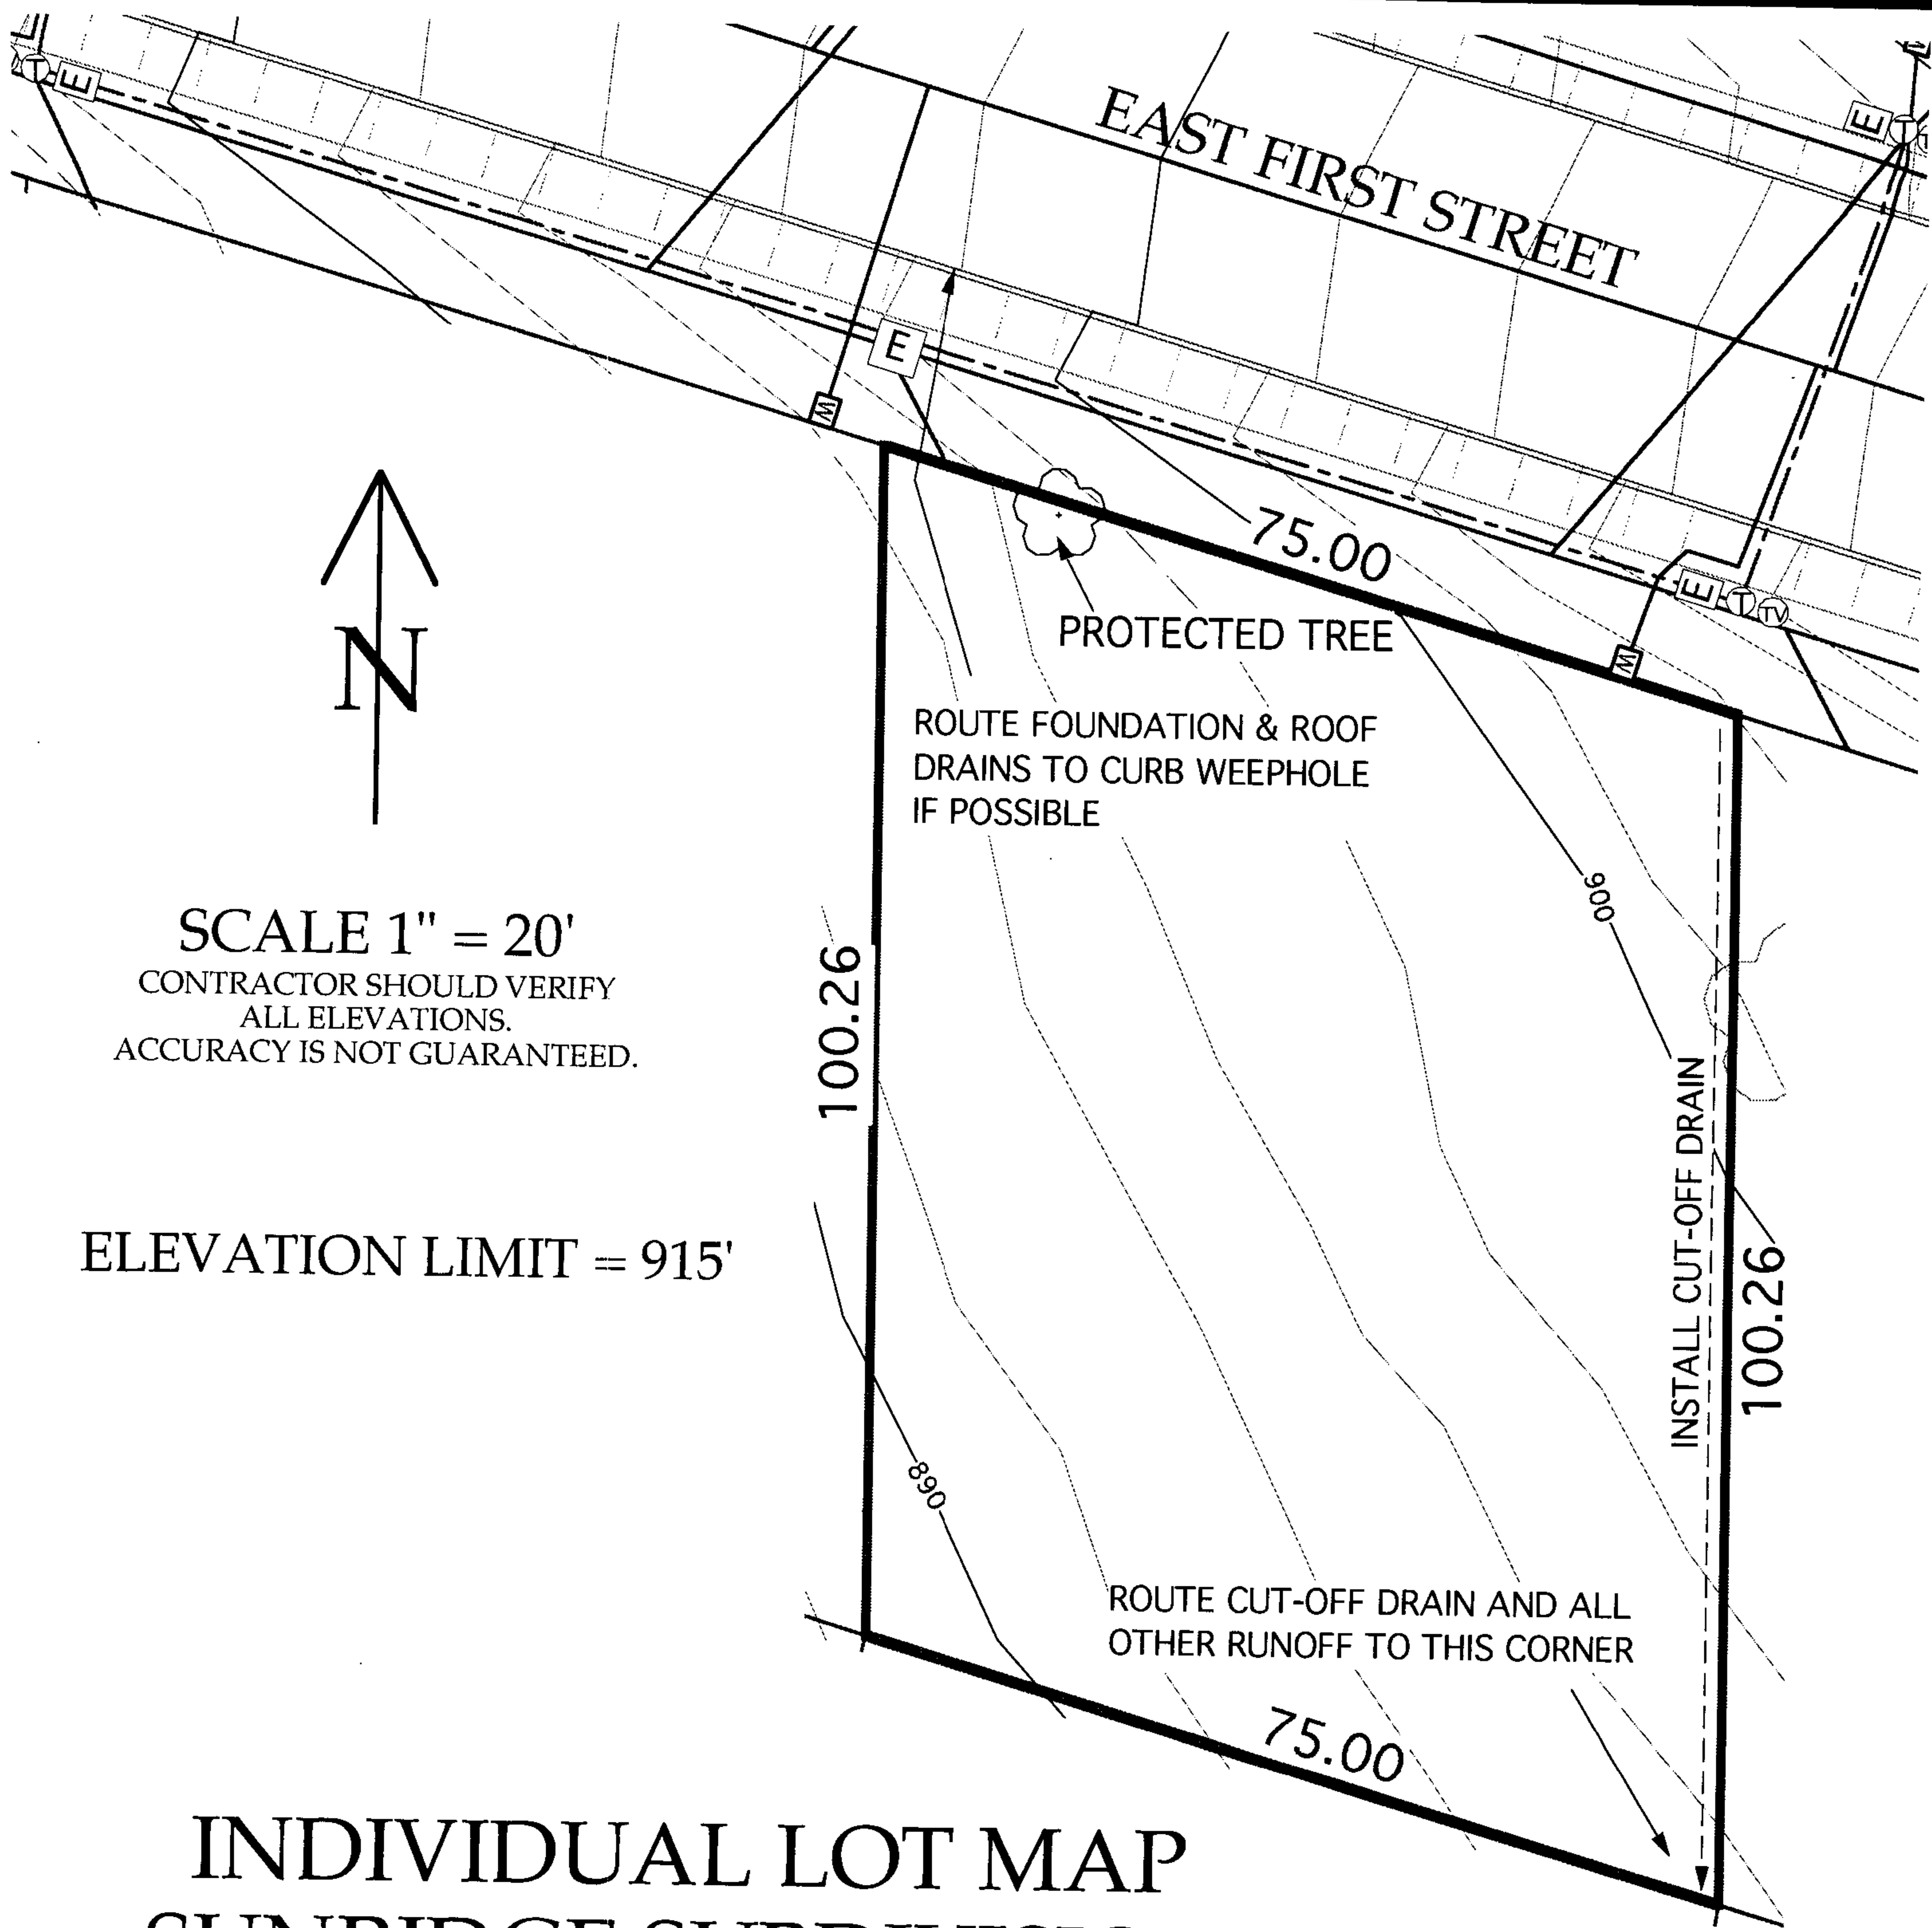 EAST FIRST STREET
T
E
E
T
E
W
75.00
E
T
TV
W
PROTECTED TREE
ROUTE FOUNDATION & ROOF
DRAINS TO CURB WEEPHOLE
IF POSSIBLE
N
900
SCALE 1" = 20'
CONTRACTOR SHOULD VERIFY
ALL ELEVATIONS.
ACCURACY IS NOT GUARANTEED.
100.26
INSTALL CUT-OFF DRAIN
100.26
ELEVATION LIMIT = 915'
890
ROUTE CUT-OFF DRAIN AND ALL
OTHER RUNOFF TO THIS CORNER
75.00
INDIVIDUAL LOT MAP